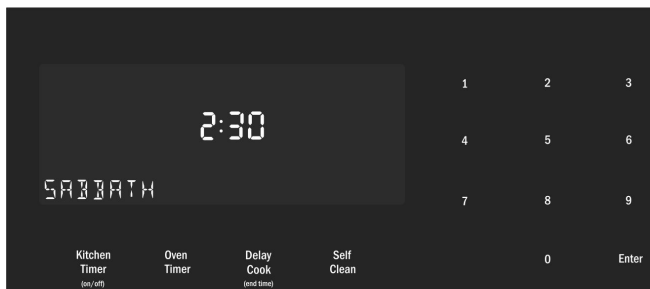 2:30
SABBATH
1 2 3
4 5 6
7 8 9
0 Enter
Kitchen Timer (on/off)
Oven Timer
Delay Cook (end time)
Self Clean